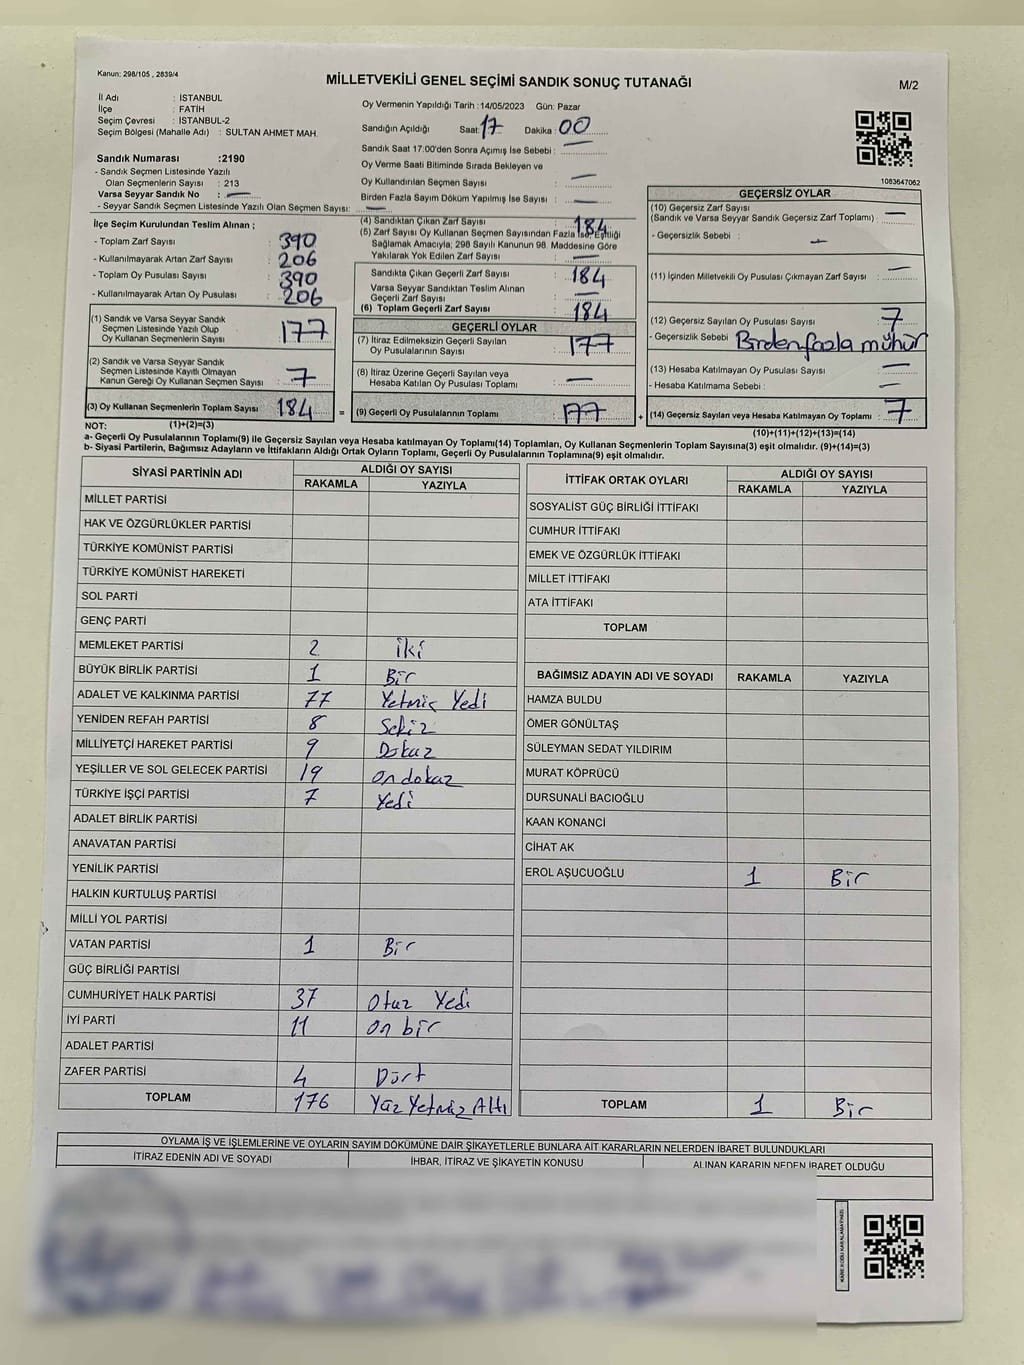 Kanun: 298/105 , 2839/4
MİLLETVEKİLİ GENEL SEÇİMİ SANDIK SONUÇ TUTANAĞI
M/2
İl Adı : İSTANBUL
İlçe : FATİH
Seçim Çevresi : İSTANBUL-2
Seçim Bölgesi (Mahalle Adı) : SULTAN AHMET MAH.
Sandık Numarası :2190
- Sandık Seçmen Listesinde Yazılı
Olan Seçmenlerin Sayısı : 213
Varsa Seyyar Sandık No : —
- Seyyar Sandık Seçmen Listesinde Yazılı Olan Seçmen Sayısı: —
Oy Vermenin Yapıldığı Tarih :14/05/2023 Gün: Pazar
Sandığın Açıldığı Saat: 17 Dakika : 00
Sandık Saat 17:00'den Sonra Açımış İse Sebebi : —
Oy Verme Saati Bitiminde Sırada Bekleyen ve
Oy Kullandırılan Seçmen Sayısı : —
Birden Fazla Sayım Döküm Yapılmış İse Sayısı : —
1083647062
İlçe Seçim Kurulundan Teslim Alınan ;
- Toplam Zarf Sayısı : 390
- Kullanılmayarak Artan Zarf Sayısı : 206
- Toplam Oy Pusulası Sayısı : 390
- Kullanılmayarak Artan Oy Pusulası : 206
(4) Sandıktan Çıkan Zarf Sayısı : 184
(5) Zarf Sayısı Oy Kullanan Seçmen Sayısından Fazla İse, Eşitliği
Sağlamak Amacıyla; 298 Sayılı Kanunun 98. Maddesine Göre
Yakılarak Yok Edilen Zarf Sayısı : —
Sandıkta Çıkan Geçerli Zarf Sayısı : 184
Varsa Seyyar Sandıktan Teslim Alınan
Geçerli Zarf Sayısı : —
(6) Toplam Geçerli Zarf Sayısı : 184
GEÇERSİZ OYLAR
(10) Geçersiz Zarf Sayısı
(Sandık ve Varsa Seyyar Sandık Geçersiz Zarf Toplamı) : —
- Geçersizlik Sebebi : —
(11) İçinden Milletvekili Oy Pusulası Çıkmayan Zarf Sayısı : —
(12) Geçersiz Sayılan Oy Pusulası Sayısı : 7
- Geçersizlik Sebebi : Birden fazla mühür
(13) Hesaba Katılmayan Oy Pusulası Sayısı : —
- Hesaba Katılmama Sebebi : —
(14) Geçersiz Sayılan veya Hesaba Katılmayan Oy Toplamı : 7
(10)+(11)+(12)+(13)=(14)
(1) Sandık ve Varsa Seyyar Sandık
Seçmen Listesinde Yazılı Olup
Oy Kullanan Seçmenlerin Sayısı : 177
(2) Sandık ve Varsa Seyyar Sandık
Seçmen Listesinde Kayıtlı Olmayan
Kanun Gereği Oy Kullanan Seçmen Sayısı : 7
(3) Oy Kullanan Seçmenlerin Toplam Sayısı : 184 =
(1)+(2)=(3)
GEÇERLİ OYLAR
(7) İtiraz Edilmeksizin Geçerli Sayılan
Oy Pusulalarının Sayısı : 177
(8) İtiraz Üzerine Geçerli Sayılan veya
Hesaba Katılan Oy Pusulası Toplamı : —
(9) Geçerli Oy Pusulalarının Toplamı : 177 +
NOT:
a- Geçerli Oy Pusulalarının Toplamı(9) ile Geçersiz Sayılan veya Hesaba katılmayan Oy Toplamı(14) Toplamları, Oy Kullanan Seçmenlerin Toplam Sayısına(3) eşit olmalıdır. (9)+(14)=(3)
b- Siyasi Partilerin, Bağımsız Adayların ve İttifakların Aldığı Ortak Oyların Toplamı, Geçerli Oy Pusulalarının Toplamına(9) eşit olmalıdır.
SİYASİ PARTİNİN ADI ALDIĞI OY SAYISI
RAKAMLA YAZIYLA
MİLLET PARTİSİ
HAK VE ÖZGÜRLÜKLER PARTİSİ
TÜRKİYE KOMÜNİST PARTİSİ
TÜRKİYE KOMÜNİST HAREKETİ
SOL PARTİ
GENÇ PARTİ
MEMLEKET PARTİSİ 2 iki
BÜYÜK BİRLİK PARTİSİ 1 Bir
ADALET VE KALKINMA PARTİSİ 77 Yetmiş Yedi
YENİDEN REFAH PARTİSİ 8 Sekiz
MİLLİYETÇİ HAREKET PARTİSİ 9 Dokuz
YEŞİLLER VE SOL GELECEK PARTİSİ 19 on dokuz
TÜRKİYE İŞÇİ PARTİSİ 7 Yedi
ADALET BİRLİK PARTİSİ
ANAVATAN PARTİSİ
YENİLİK PARTİSİ
HALKIN KURTULUŞ PARTİSİ
MİLLİ YOL PARTİSİ
VATAN PARTİSİ 1 Bir
GÜÇ BİRLİĞİ PARTİSİ
CUMHURİYET HALK PARTİSİ 37 Otuz Yedi
İYİ PARTİ 11 on bir
ADALET PARTİSİ
ZAFER PARTİSİ 4 Dört
TOPLAM 176 Yüz Yetmiş Altı
İTTİFAK ORTAK OYLARI ALDIĞI OY SAYISI
RAKAMLA YAZIYLA
SOSYALİST GÜÇ BİRLİĞİ İTTİFAKI
CUMHUR İTTİFAKI
EMEK VE ÖZGÜRLÜK İTTİFAKI
MİLLET İTTİFAKI
ATA İTTİFAKI
TOPLAM
BAĞIMSIZ ADAYIN ADI VE SOYADI RAKAMLA YAZIYLA
HAMZA BULDU
ÖMER GÖNÜLTAŞ
SÜLEYMAN SEDAT YILDIRIM
MURAT KÖPRÜCÜ
DURSUNALİ BACIOĞLU
KAAN KONANCİ
CİHAT AK
EROL AŞUCUOĞLU 1 Bir
TOPLAM 1 Bir
OYLAMA İŞ VE İŞLEMLERİNE VE OYLARIN SAYIM DÖKÜMÜNE DAİR ŞİKAYETLERLE BUNLARA AİT KARARLARIN NELERDEN İBARET BULUNDUKLARI
İTİRAZ EDENİN ADI VE SOYADI İHBAR, İTİRAZ VE ŞİKAYETİN KONUSU ALINAN KARARIN NEDEN İBARET OLDUĞU
KARE KODU KARALAMAYINIZ!